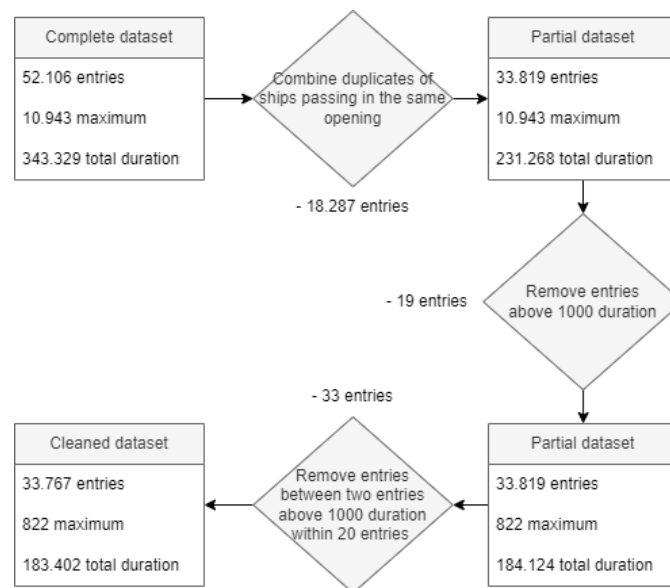 Complete dataset
52.106 entries
10.943 maximum
343.329 total duration
Combine duplicates of
ships passing in the same
opening
- 18.287 entries
Partial dataset
33.819 entries
10.943 maximum
231.268 total duration
- 19 entries
Remove entries
above 1000 duration
Partial dataset
33.819 entries
822 maximum
184.124 total duration
- 33 entries
Remove entries
between two entries
above 1000 duration
within 20 entries
Cleaned dataset
33.767 entries
822 maximum
183.402 total duration